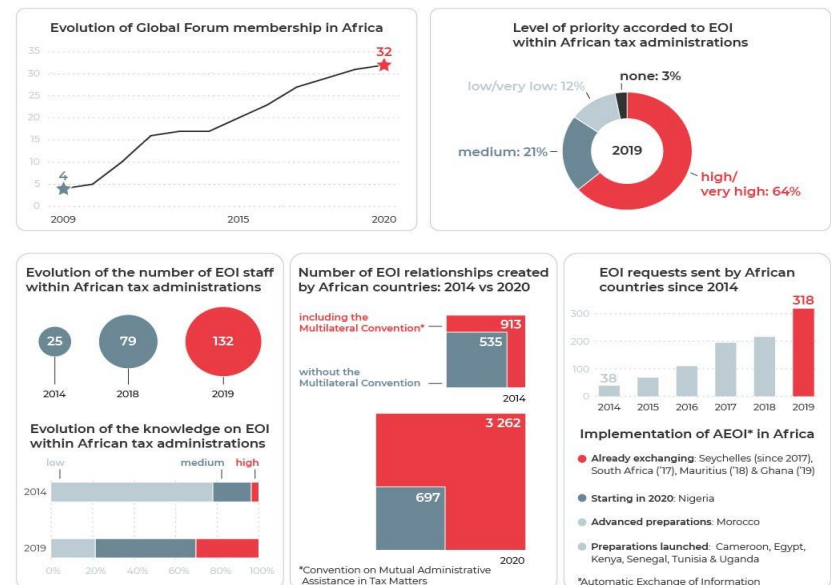 Evolution of Global Forum membership in Africa
35
30
25
20
15
10
5
0
32
4
2009
2015
2020
Level of priority accorded to EOI
within African tax administrations
none: 3%
low/very low: 12%
medium: 21%
2019
high/
very high: 64%
Evolution of the number of EOI staff
within African tax administrations
25
79
132
2014
2018
2019
Evolution of the knowledge on EOI
within African tax administrations
low
medium
high
2014
2019
0%
20%
40%
60%
80%
100%
Number of EOI relationships created
by African countries: 2014 vs 2020
including the
Multilateral Convention*
913
535
without the
Multilateral Convention
2014
3 262
697
2020
*Convention on Mutual Administrative
Assistance in Tax Matters
EOI requests sent by African
countries since 2014
318
300
200
100
0
38
2014
2015
2016
2017
2018
2019
Implementation of AEOI* in Africa
Already exchanging: Seychelles (since 2017),
South Africa ('17), Mauritius ('18) & Ghana ('19)
Starting in 2020: Nigeria
Advanced preparations: Morocco
Preparations launched: Cameroon, Egypt,
Kenya, Senegal, Tunisia & Uganda
*Automatic Exchange of Information